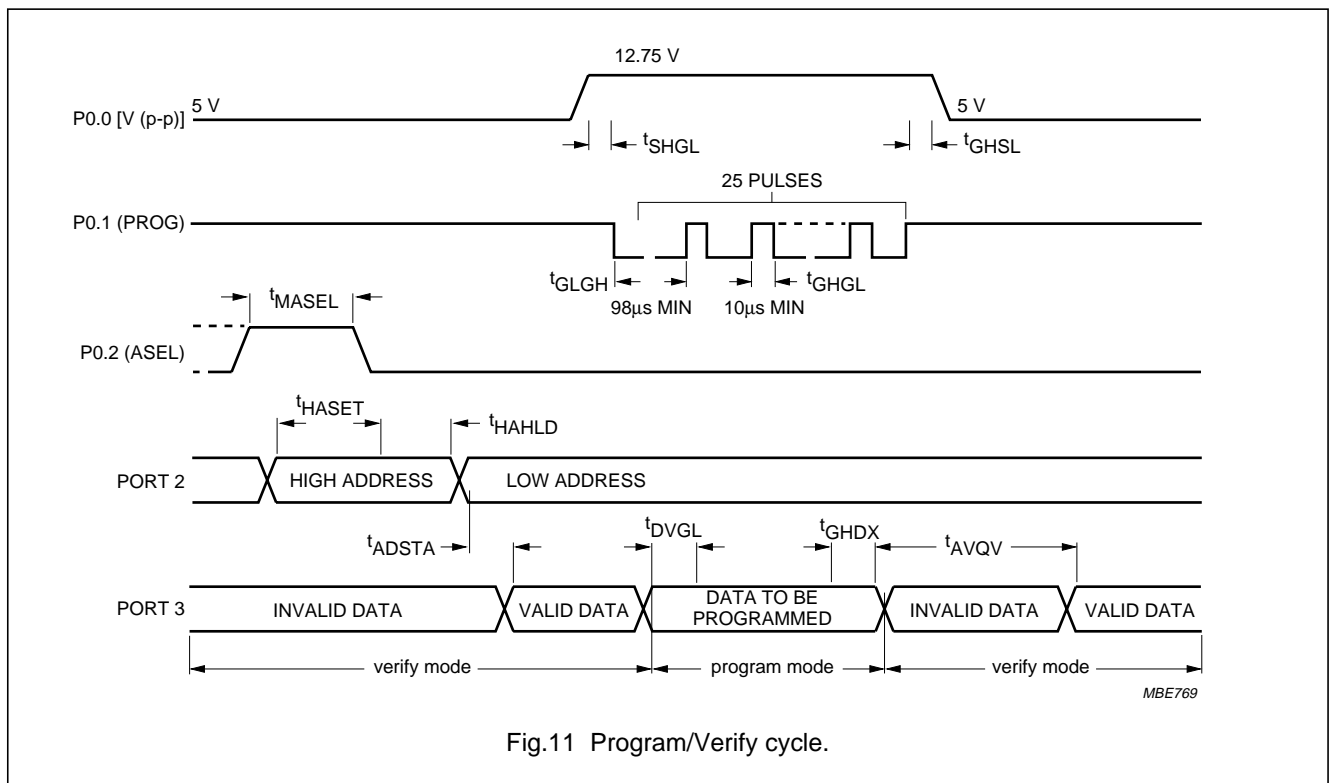 12.75 V
P0.0 [V (p-p)]
5 V
5 V
tSHGL
tGHSL
25 PULSES
P0.1 (PROG)
tGLGH
98μs MIN
10μs MIN
tGHGL
tMASEL
P0.2 (ASEL)
tHASET
tHAHLD
PORT 2
HIGH ADDRESS
LOW ADDRESS
tADSTA
tDVGL
tGHDX
tAVQV
PORT 3
INVALID DATA
VALID DATA
DATA TO BE
PROGRAMMED
INVALID DATA
VALID DATA
verify mode
program mode
verify mode
MBE769
Fig.11 Program/Verify cycle.